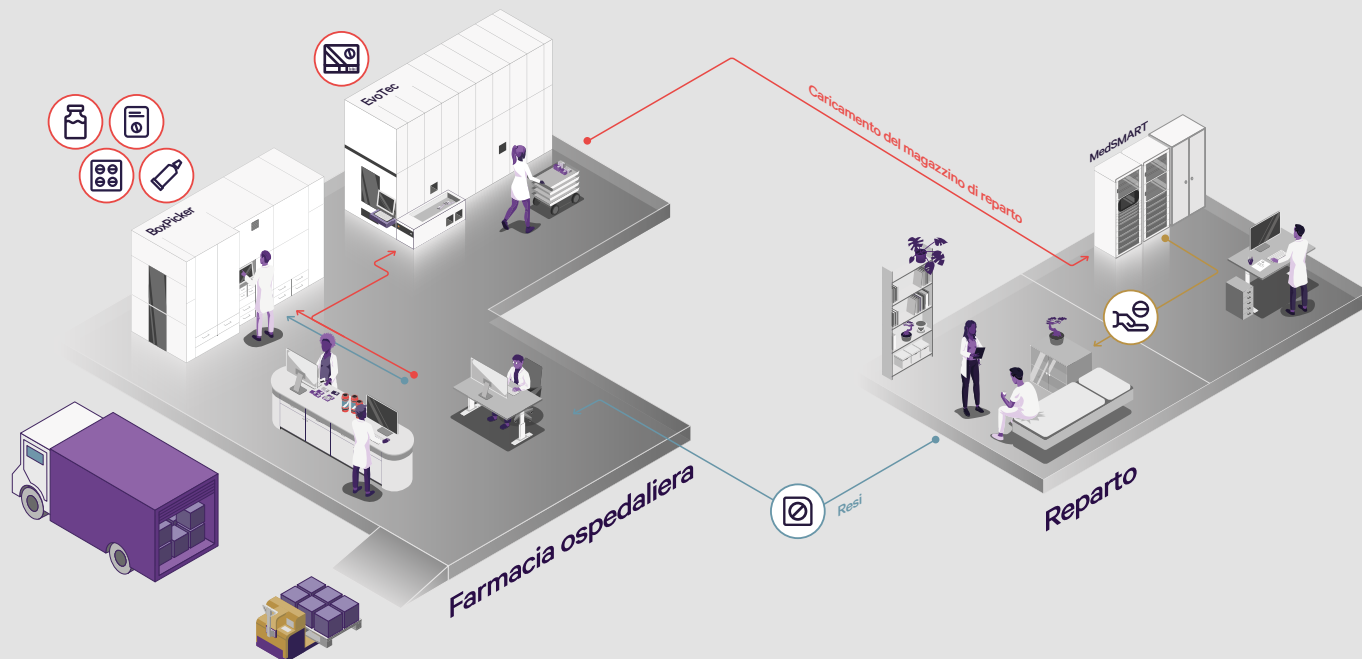 EvoTec
BoxPicker
Caricamento del magazzino di reparto
MedSMART
Farmacia ospedaliera
Resi
Reparto